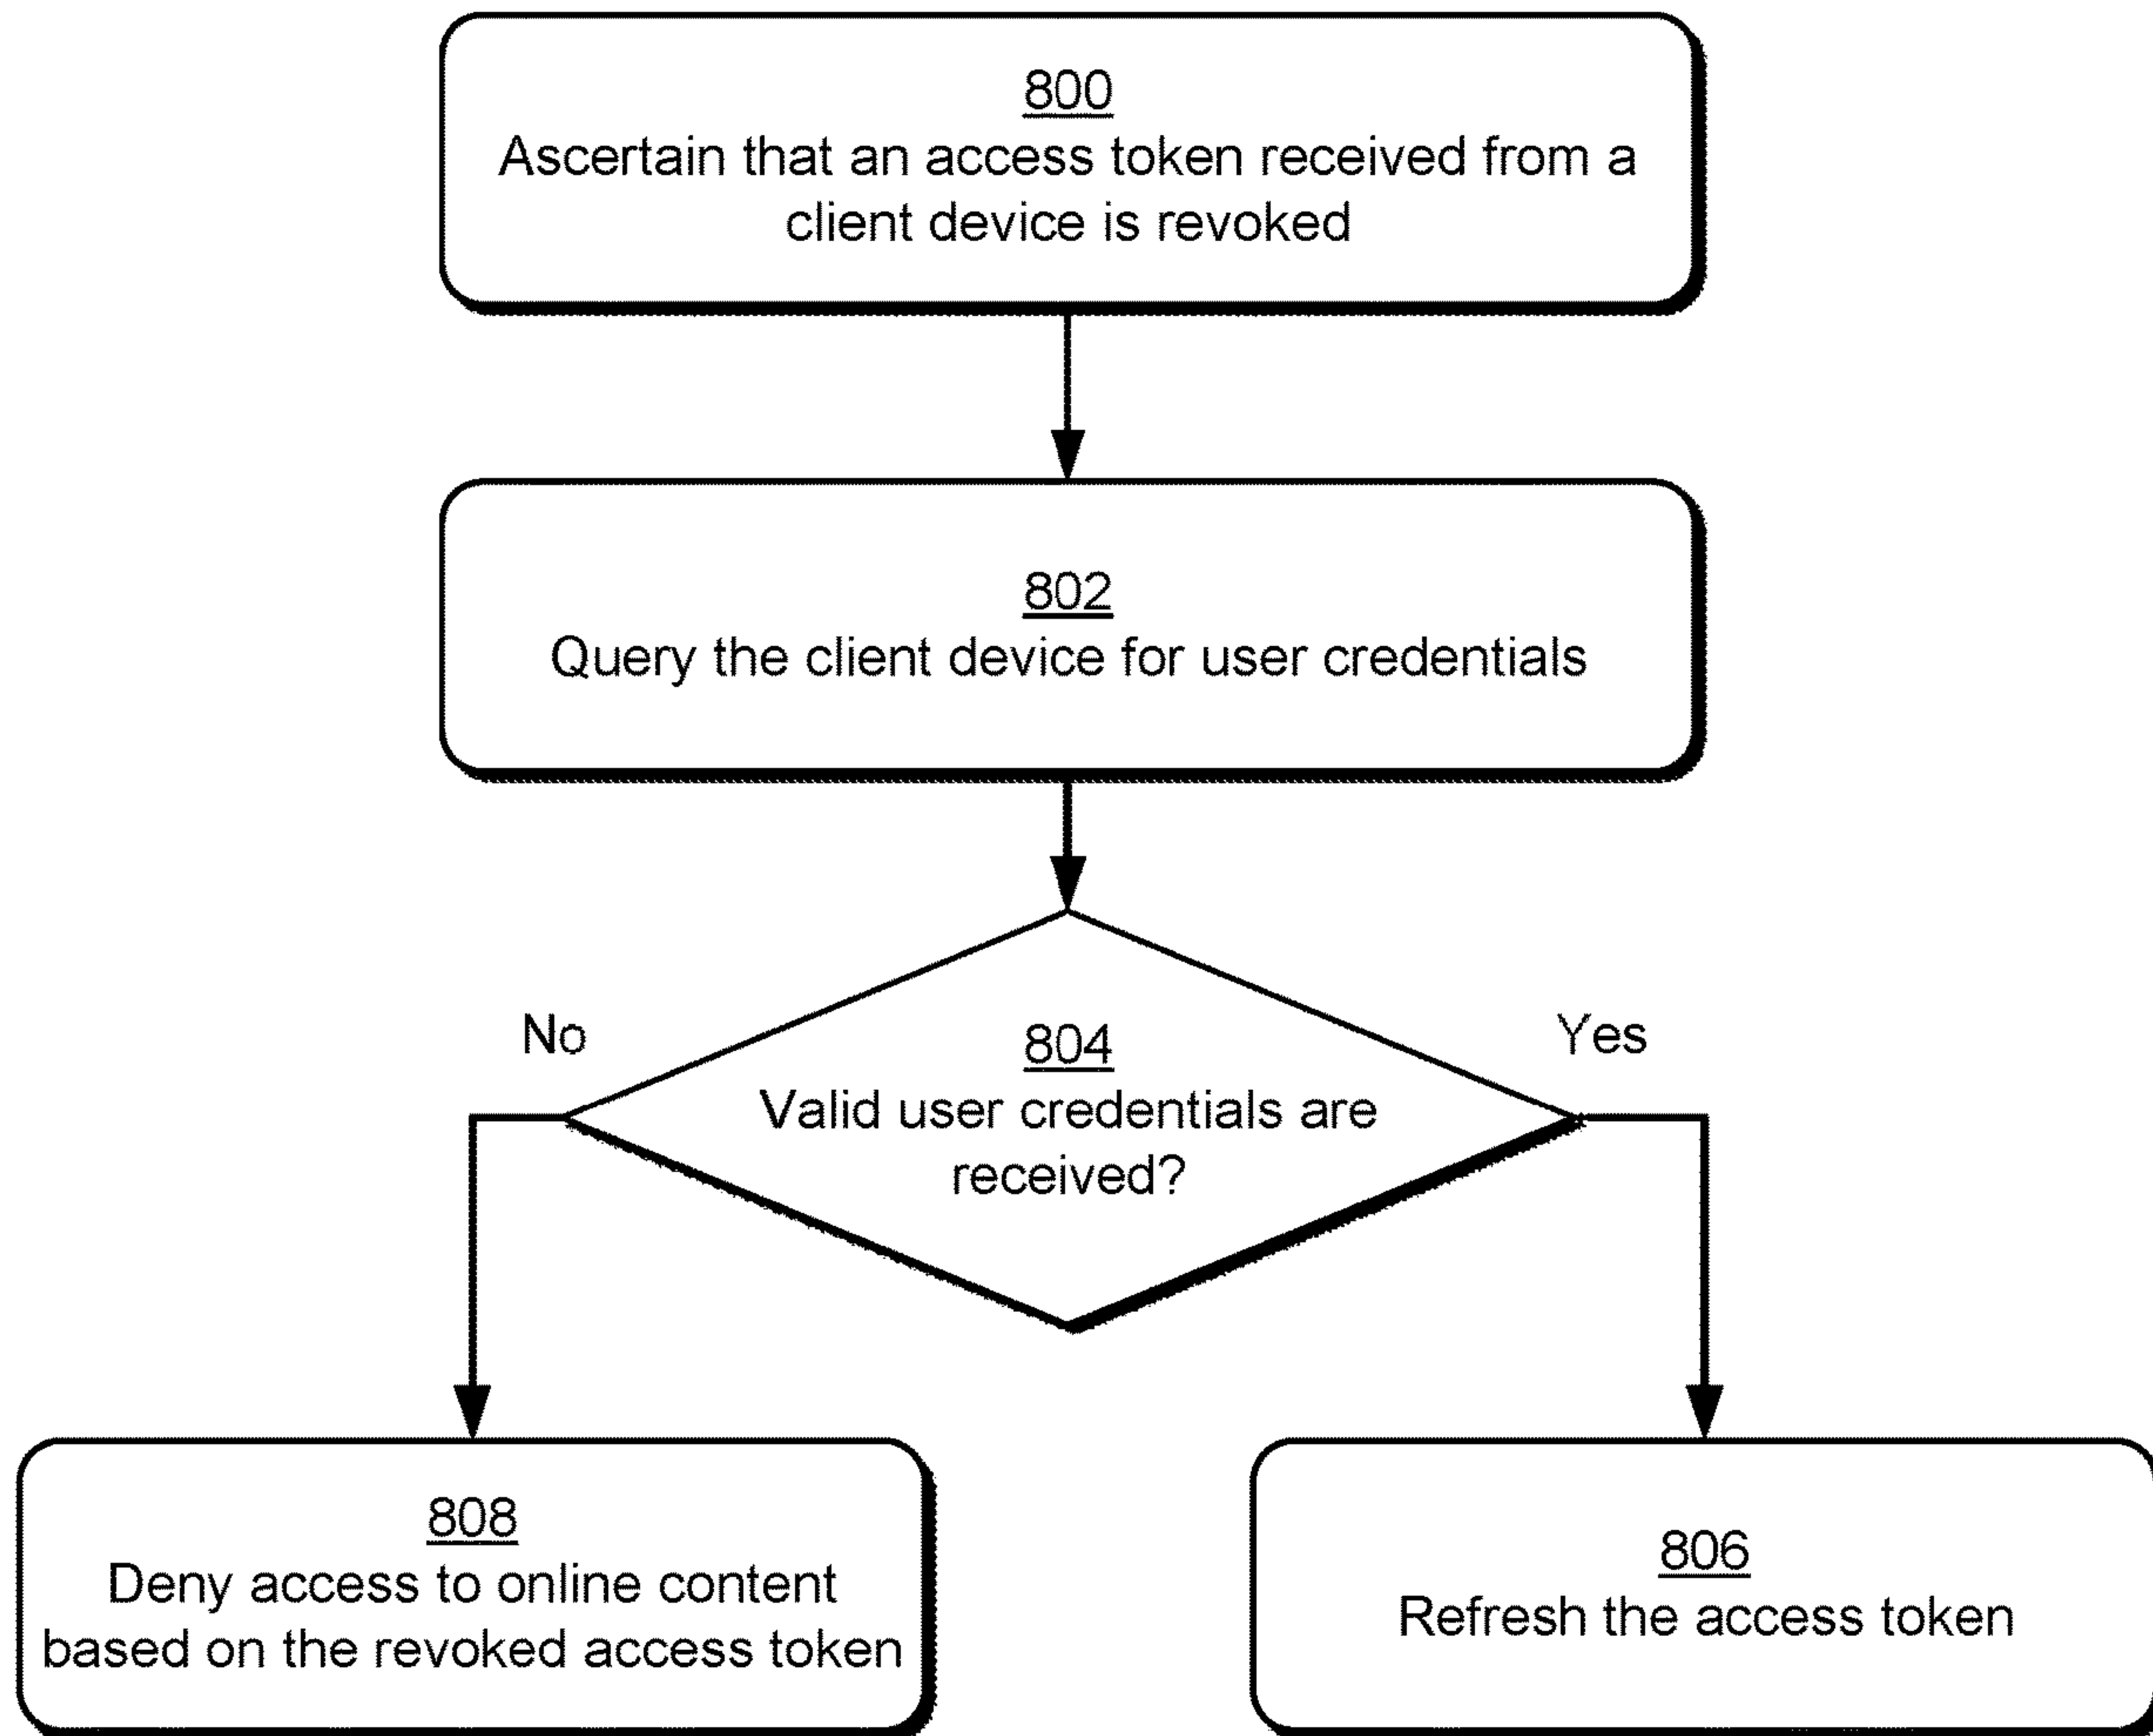 800
Ascertain that an access token received from a
client device is revoked
802
Query the client device for user credentials
No
Yes
804
Valid user credentials are
received?
808
Deny access to online content
based on the revoked access token
806
Refresh the access token